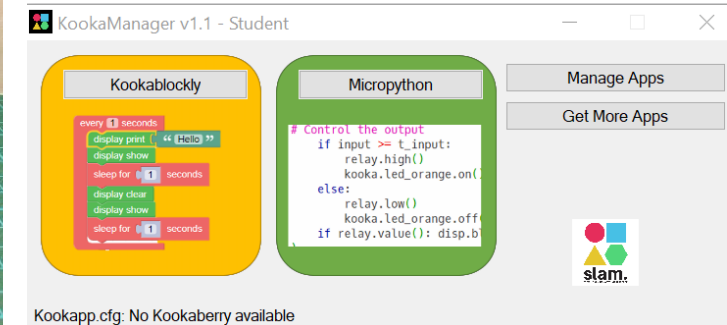 KookaManager v1.1 - Student
Kookablockly
every 1 seconds
display print “ Hello ”
display show
sleep for 1 seconds
display clear
display show
sleep for 1 seconds
Micropython
# Control the output
if input >= t_input:
relay.high()
kooka.led_orange.on()
else:
relay.low()
kooka.led_orange.off(
if relay.value(): disp.bl
Manage Apps
Get More Apps
slam.
Kookapp.cfg: No Kookaberry available